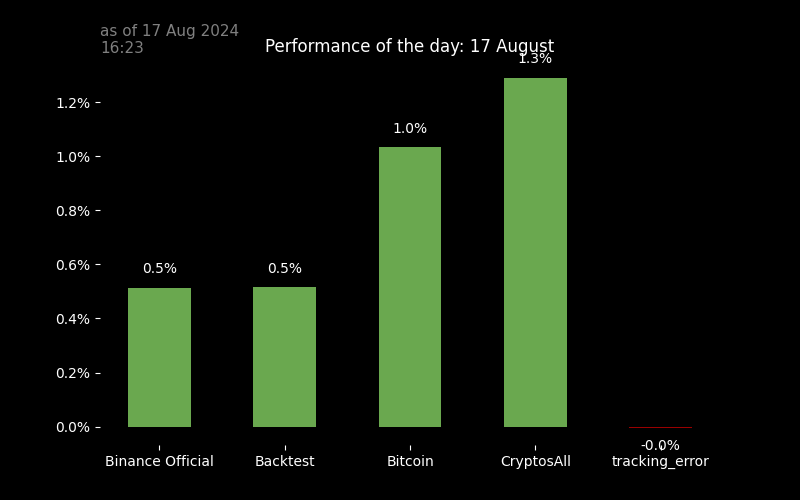 as of 17 Aug 2024
16:23
Performance of the day: 17 August
1.3%
1.2%
1.0%
1.0%
0.8%
0.6%
0.5%
0.5%
0.4%
0.2%
0.0%
-0.0%
Binance Official
Backtest
Bitcoin
CryptosAll
tracking_error